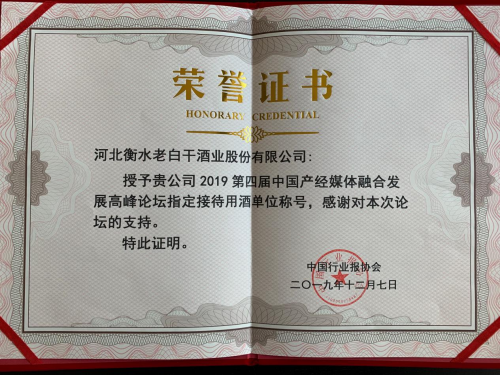 荣誉证书
HONORARY CREDENTIAL
河北衡水老白干酒业股份有限公司：
授予贵公司2019第四届中国产经媒体融合发
展高峰论坛指定接待用酒单位称号，感谢对本次论
坛的支持。
特此证明。
中国行业报协会
二〇一九年十二月七日